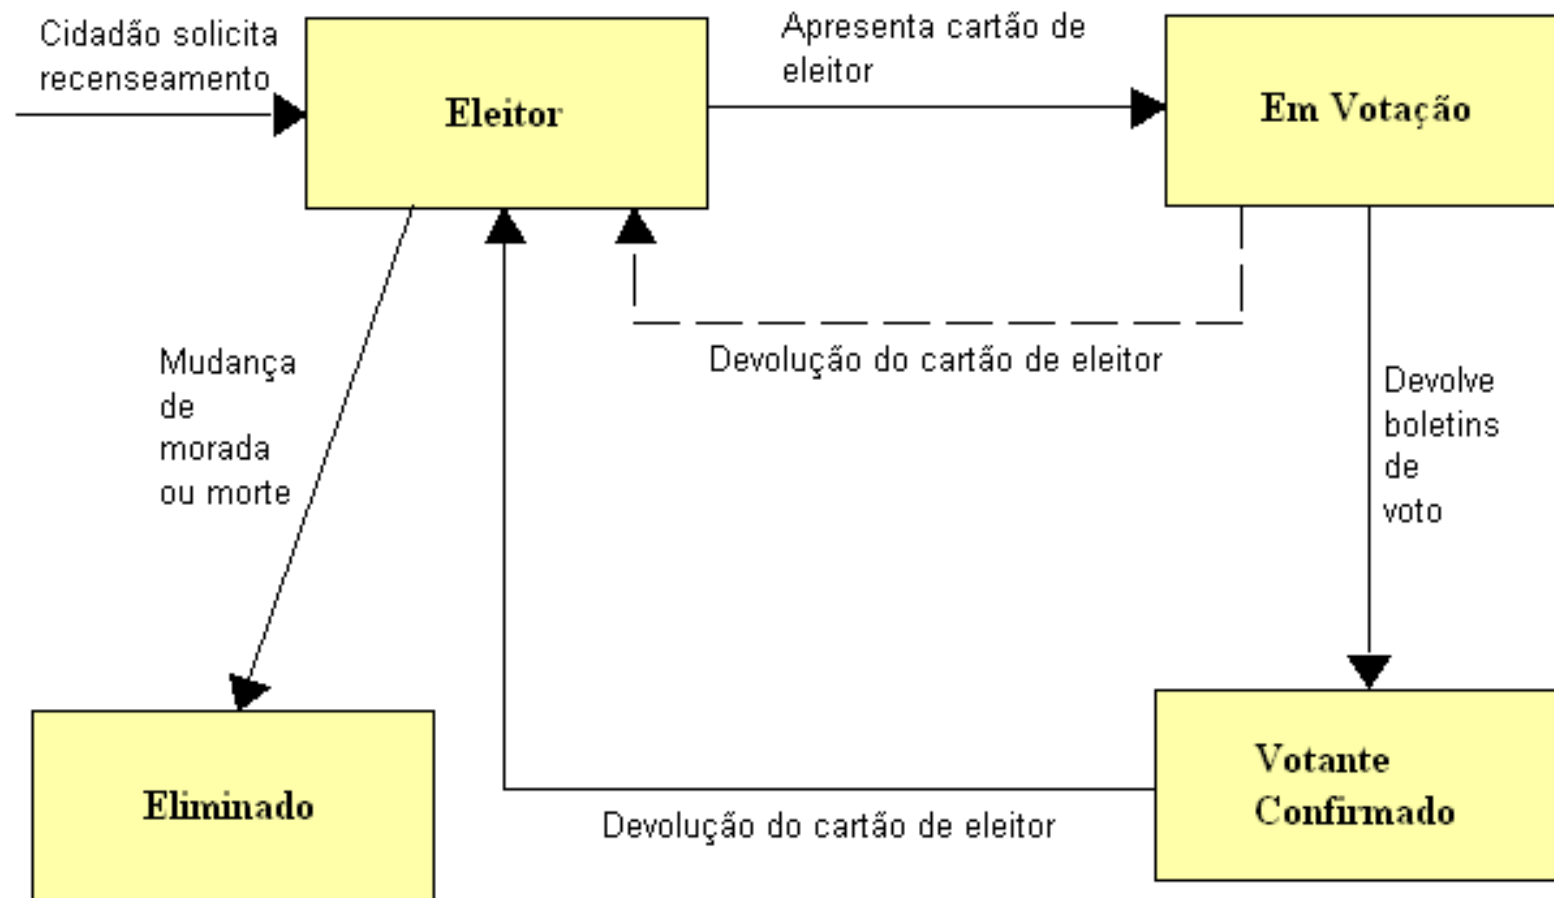 Cidadão solicita
recenseamento
Eleitor
Apresenta cartão de
eleitor
Em Votação
Mudança
de
morada
ou morte
Devolução do cartão de eleitor
Devolve
boletins
de
voto
Eliminado
Devolução do cartão de eleitor
Votante
Confirmado